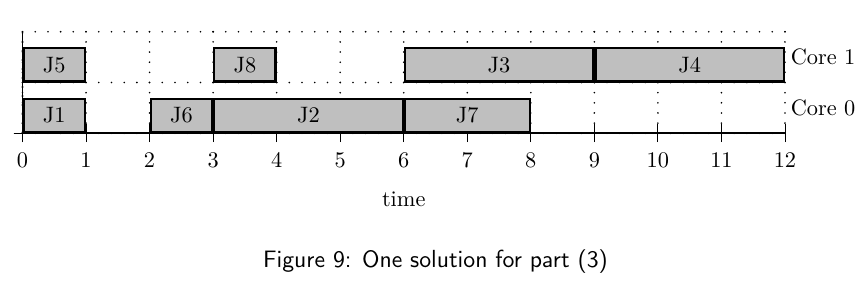 J5 J8 J3 J4 Core 1
J1 J6 J2 J7 Core 0
0 1 2 3 4 5 6 7 8 9 10 11 12
time
Figure 9: One solution for part (3)